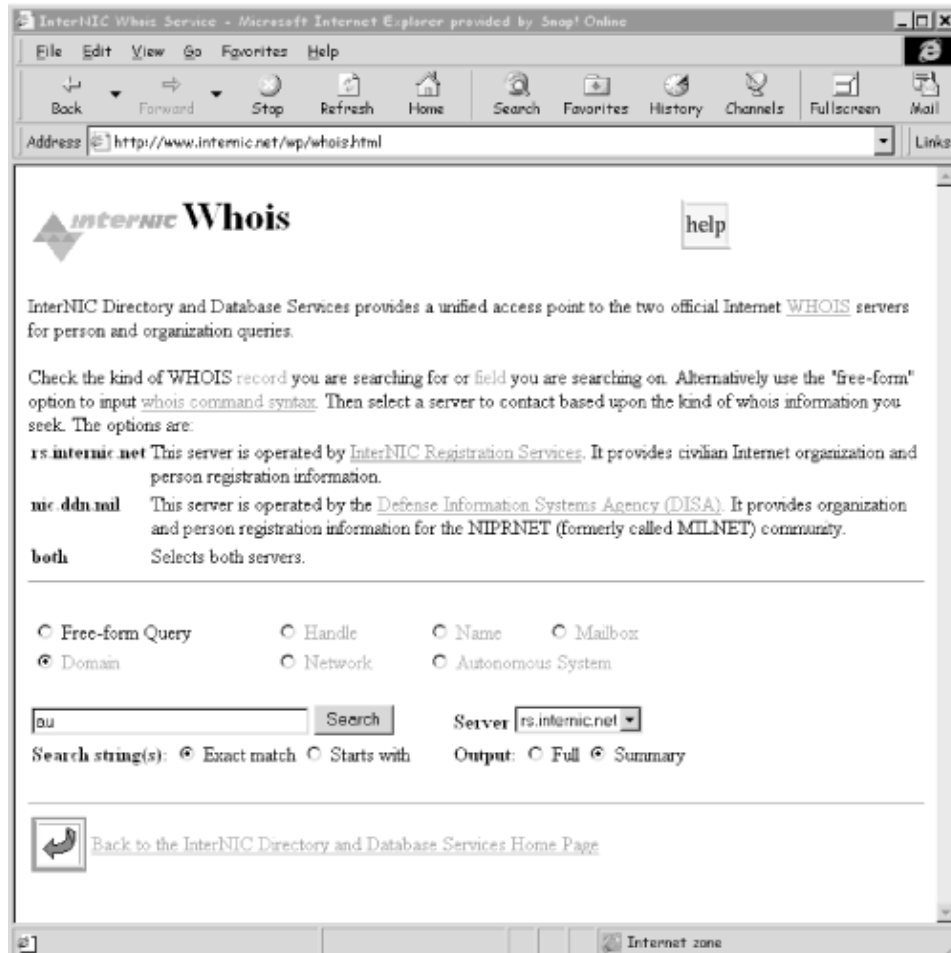 InterNIC Whois Service - Microsoft Internet Explorer provided by Snap! Online
File Edit View Go Favorites Help
Back Forward Stop Refresh Home Search Favorites History Channels Fullscreen Mail
Address http://www.internic.net/wp/whois.html Links
InterNIC Whois help
InterNIC Directory and Database Services provides a unified access point to the two official Internet WHOIS servers
for person and organization queries.
Check the kind of WHOIS record you are searching for or field you are searching on. Alternatively use the "free-form"
option to input whois command syntax. Then select a server to contact based upon the kind of whois information you
seek. The options are:
rs.internic.net This server is operated by InterNIC Registration Services. It provides civilian Internet organization and
person registration information.
nic.ddn.mil This server is operated by the Defense Information Systems Agency (DISA). It provides organization
and person registration information for the NIPRNET (formerly called MILNET) community.
both Selects both servers.
Free-form Query Handle Name Mailbox
Domain Network Autonomous System
au Search Server rs.internic.net
Search string(s): Exact match Starts with Output: Full Summary
Back to the InterNIC Directory and Database Services Home Page
Internet zone